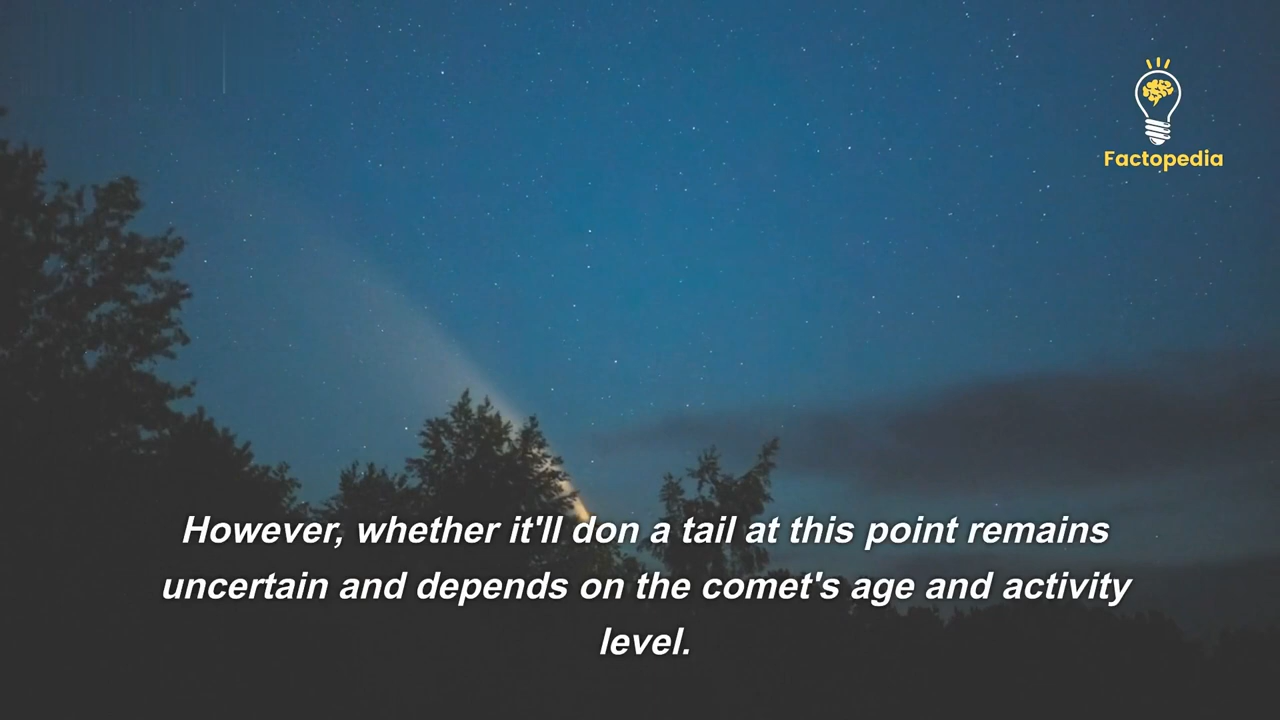 Factopedia
However, whether it'll don a tail at this point remains
uncertain and depends on the comet's age and activity
level.